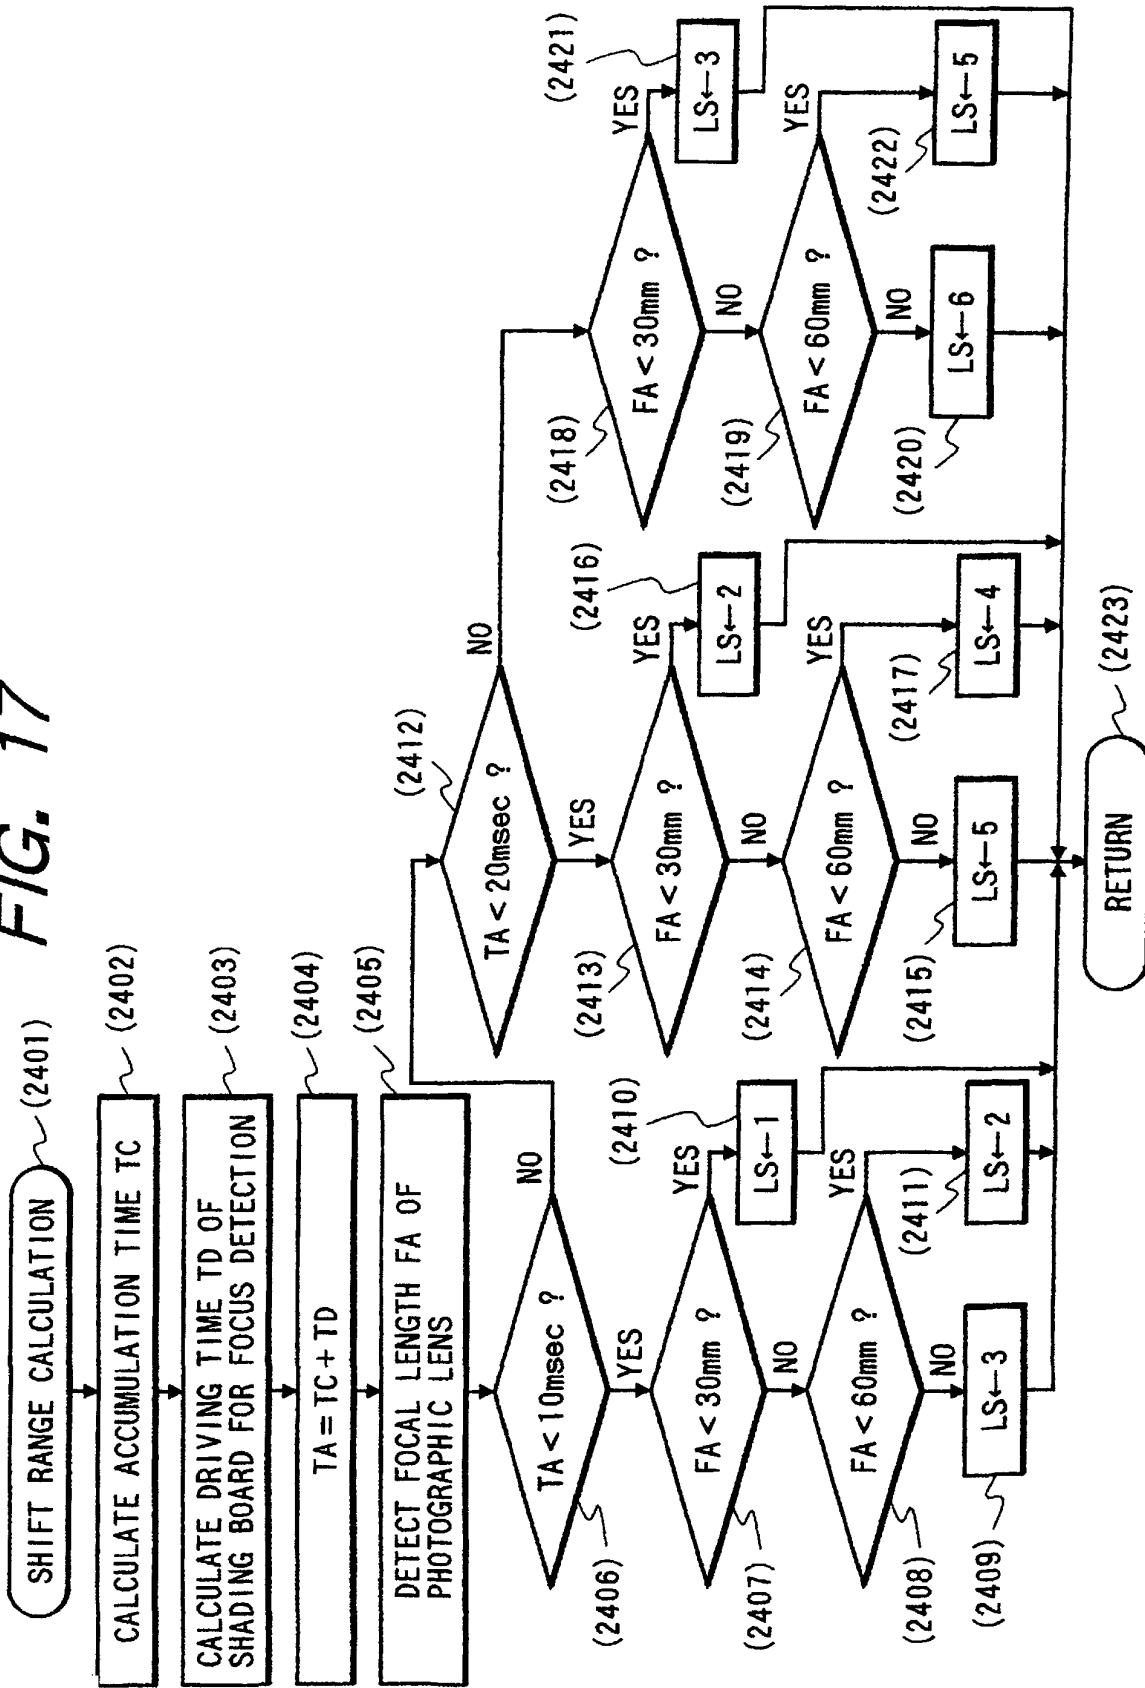 FIG. 17
SHIFT RANGE CALCULATION
(2401)
CALCULATE ACCUMULATION TIME TC
(2402)
CALCULATE DRIVING TIME TD OF
SHADING BOARD FOR FOCUS DETECTION
(2403)
TA = TC + TD
(2404)
DETECT FOCAL LENGTH FA OF
PHOTOGRAPHIC LENS
(2405)
TA < 10msec ?
(2406)
NO
YES
FA < 30mm ?
(2407)
YES
NO
LS←1
(2410)
FA < 60mm ?
(2408)
YES
NO
LS←3
(2409)
LS←2
(2411)
TA < 20msec ?
(2412)
NO
YES
FA < 30mm ?
(2413)
YES
NO
LS←2
(2416)
FA < 60mm ?
(2414)
YES
NO
LS←5
(2415)
LS←4
(2417)
FA < 30mm ?
(2418)
YES
NO
LS←3
(2421)
FA < 60mm ?
(2419)
YES
NO
LS←6
(2420)
LS←5
(2422)
RETURN
(2423)